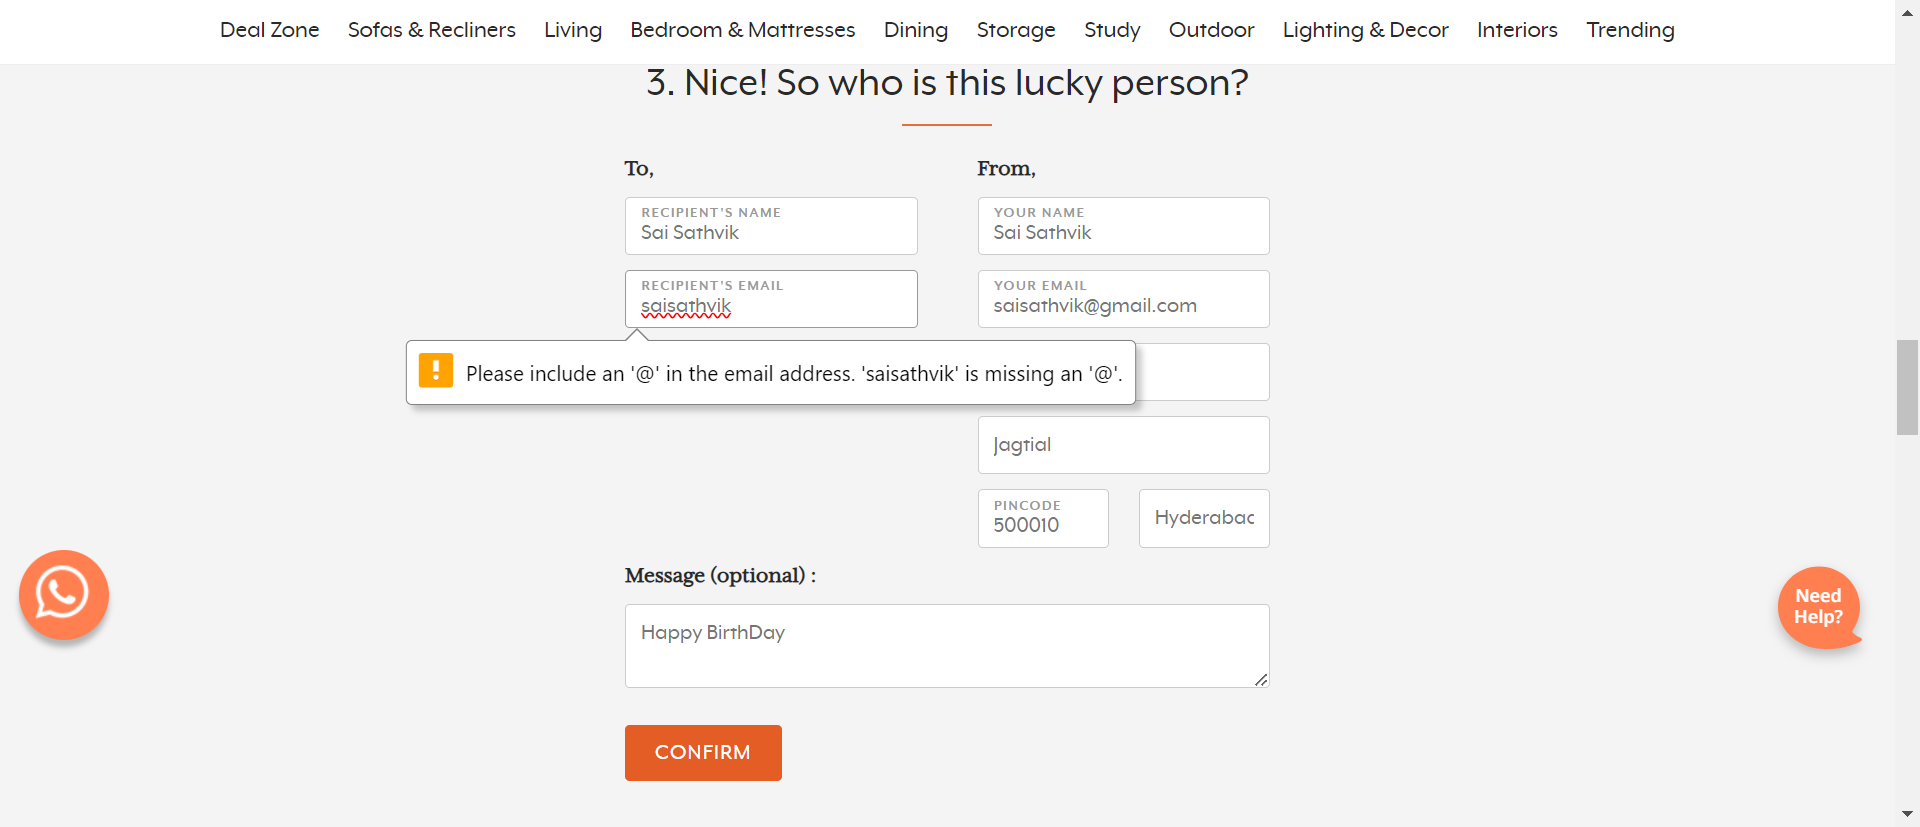 Deal Zone Sofas & Recliners Living Bedroom & Mattresses Dining Storage Study Outdoor Lighting & Decor Interiors Trending
3. Nice! So who is this lucky person?
To,
RECIPIENT'S NAME
Sai Sathvik
RECIPIENT'S EMAIL
saisathvik
Please include an '@' in the email address. 'saisathvik' is missing an '@'.
From,
YOUR NAME
Sai Sathvik
YOUR EMAIL
saisathvik@gmail.com
Jagtial
PINCODE
500010
Message (optional) :
Happy BirthDay
CONFIRM
Need
Help?